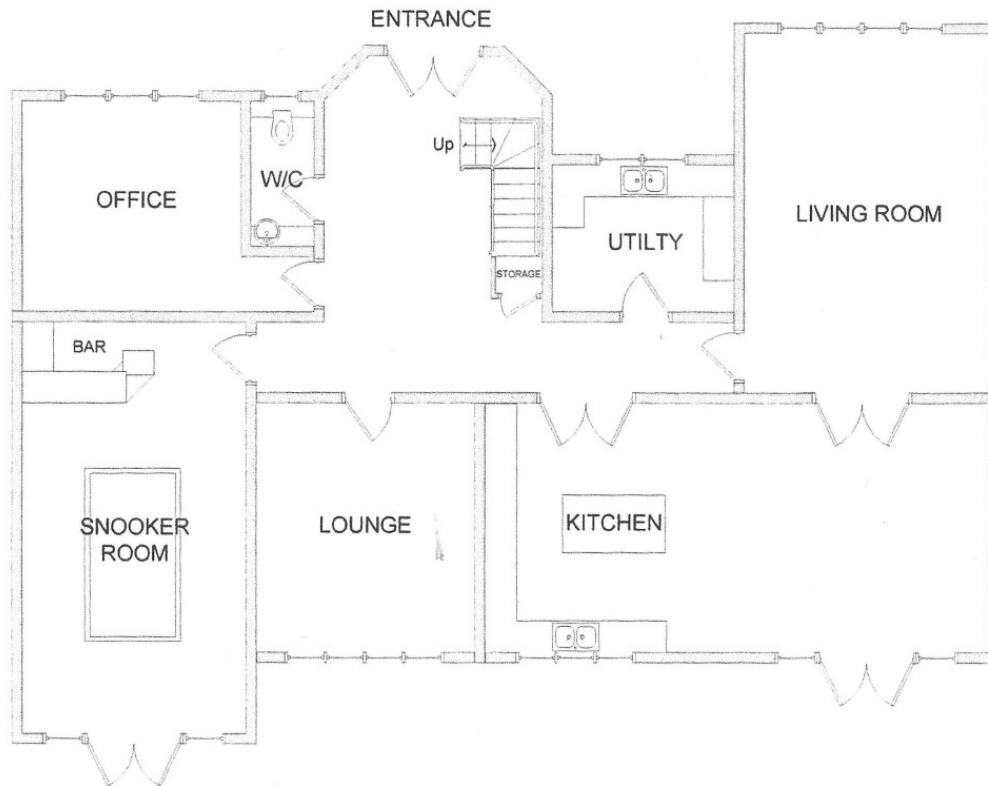 ENTRANCE
Up
W/C
OFFICE
LIVING ROOM
UTILTY
STORAGE
BAR
SNOOKER
ROOM
LOUNGE
KITCHEN